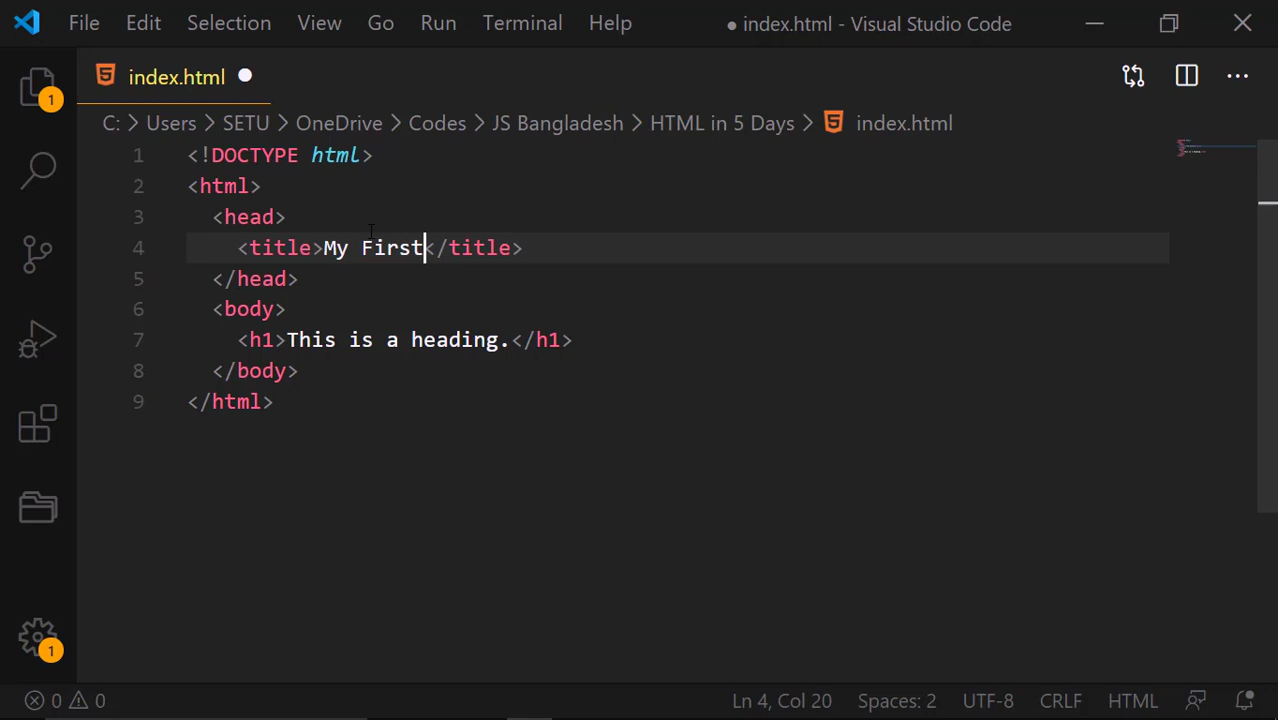 File Edit Selection View Go Run Terminal Help ● index.html - Visual Studio Code
index.html
C: > Users > SETU > OneDrive > Codes > JS Bangladesh > HTML in 5 Days > index.html
1 <!DOCTYPE html>
2 <html>
3 <head>
4 <title>My First</title>
5 </head>
6 <body>
7 <h1>This is a heading.</h1>
8 </body>
9 </html>
1
1
0 0 Ln 4, Col 20 Spaces: 2 UTF-8 CRLF HTML